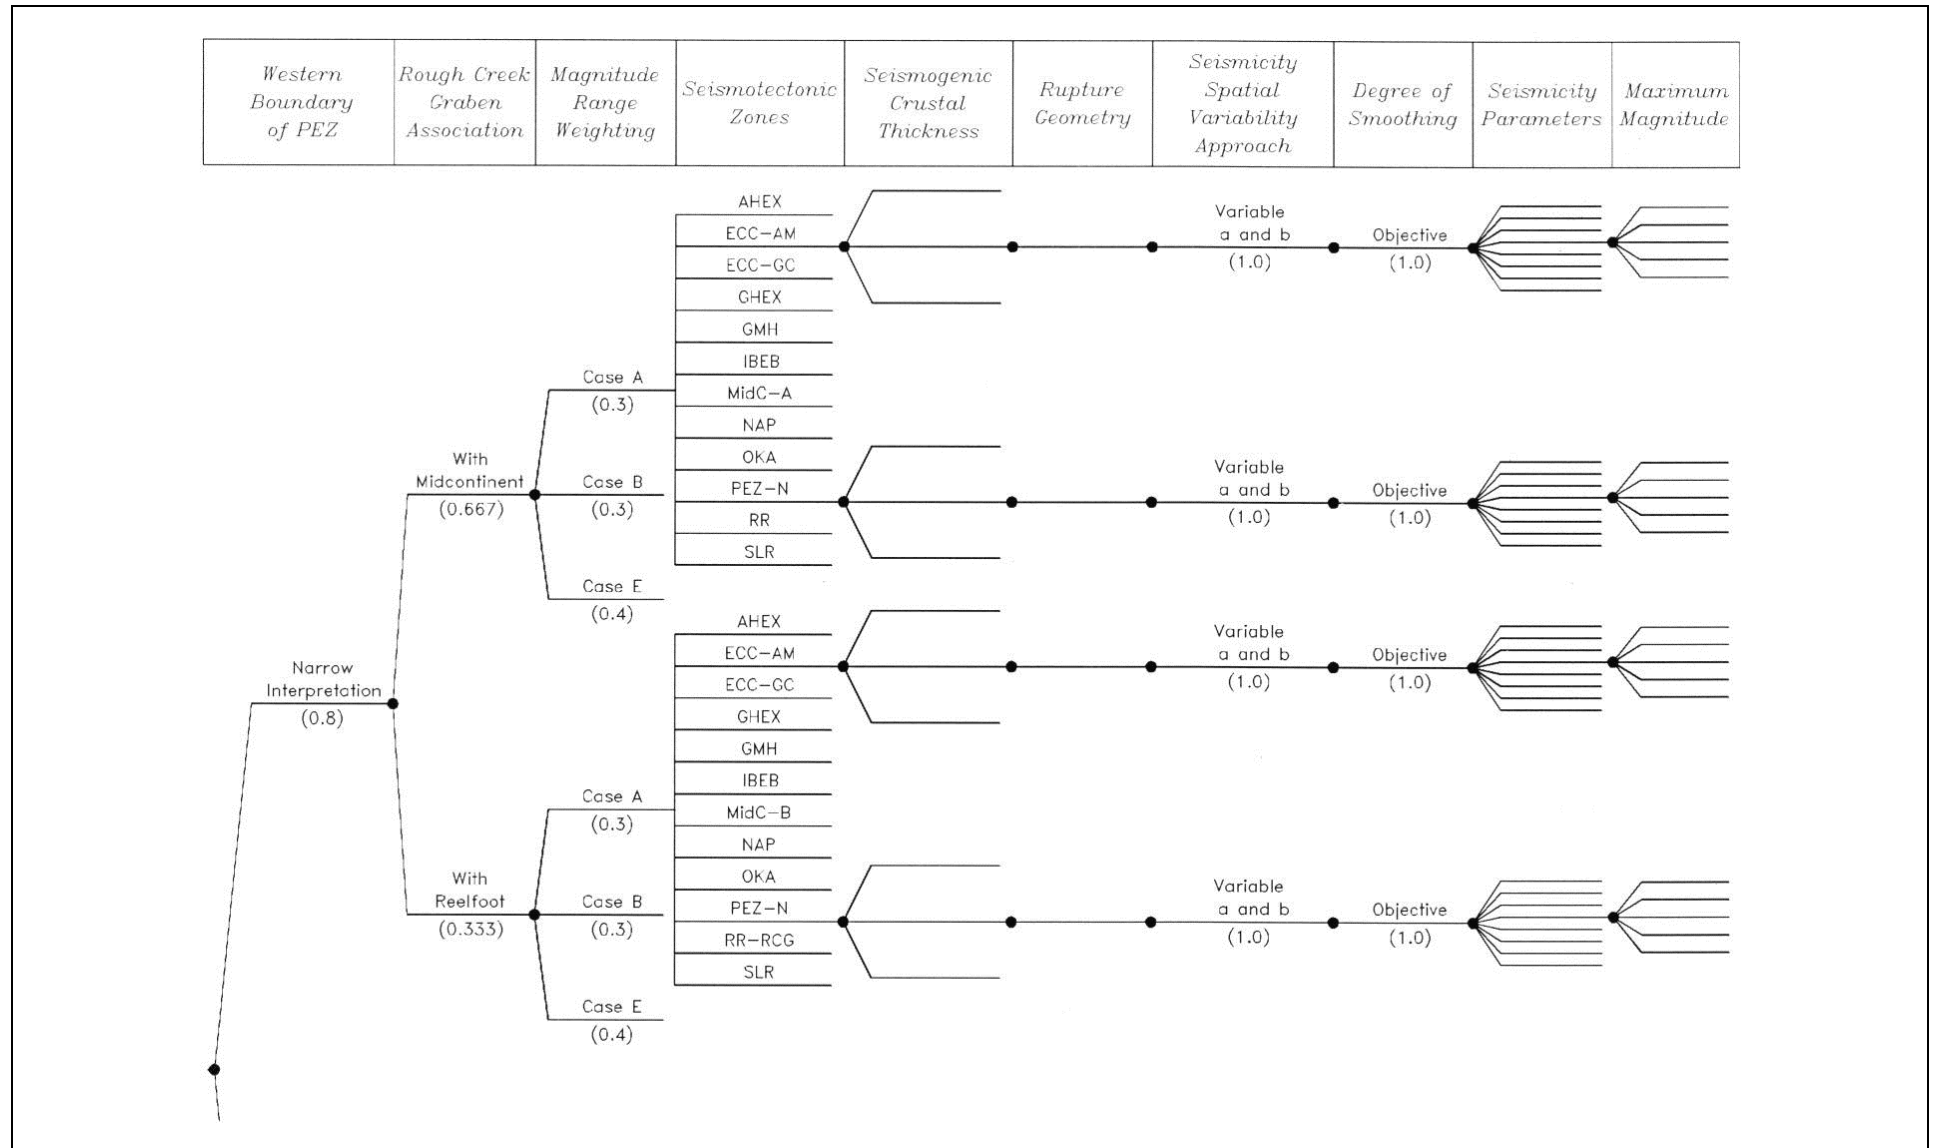 Western
Boundary
of PEZ
Rough Creek
Graben
Association
Magnitude
Range
Weighting
Seismotectonic
Zones
Seismogenic
Crustal
Thickness
Rupture
Geometry
Seismicity
Spatial
Variability
Approach
Degree of
Smoothing
Seismicity
Parameters
Maximum
Magnitude
Narrow
Interpretation
(0.8)
With
Midcontinent
(0.667)
Case A
(0.3)
Case B
(0.3)
Case E
(0.4)
AHEX
ECC-AM
ECC-GC
GHEX
GMH
IBEB
MidC-A
NAP
OKA
PEZ-N
RR
SLR
Variable
a and b
(1.0)
Objective
(1.0)
Variable
a and b
(1.0)
Objective
(1.0)
With
Reelfoot
(0.333)
Case A
(0.3)
Case B
(0.3)
Case E
(0.4)
AHEX
ECC-AM
ECC-GC
GHEX
GMH
IBEB
MidC-B
NAP
OKA
PEZ-N
RR-RCG
SLR
Variable
a and b
(1.0)
Objective
(1.0)
Variable
a and b
(1.0)
Objective
(1.0)